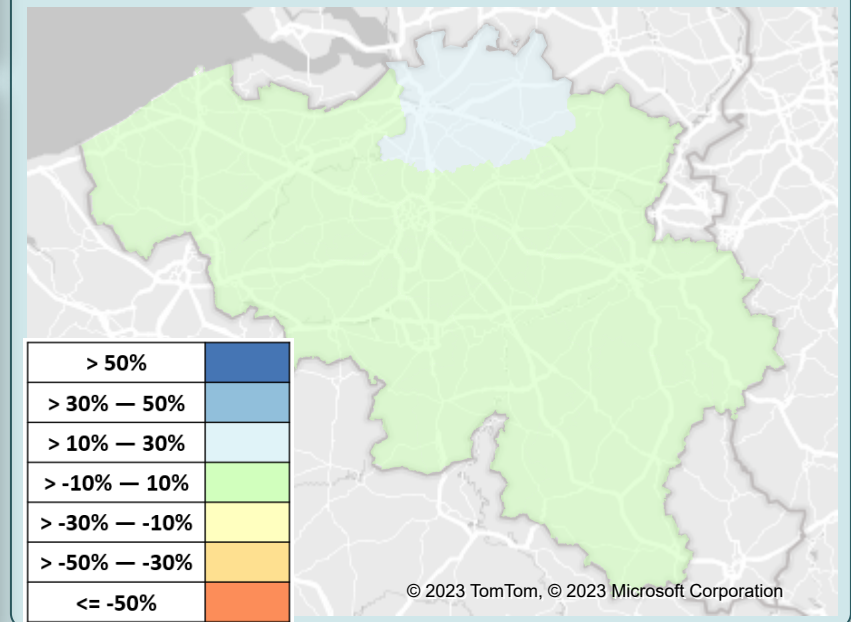 > 50%
> 30% — 50%
> 10% — 30%
> -10% — 10%
> -30% — -10%
> -50% — -30%
<= -50%
© 2023 TomTom, © 2023 Microsoft Corporation